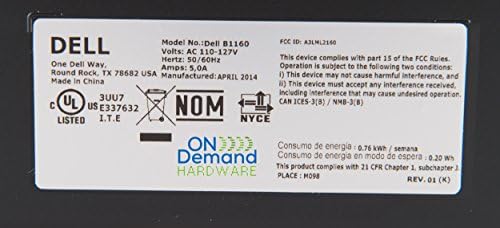 DELL
One Dell Way,
Round Rock, TX 78682 USA
Made in China
Model No.:Dell B1160
Volts: AC 110-127V
Hertz: 50/60Hz
Amps: 5,0A
Manufactured:APRIL 2014
FCC ID: A3LML2160
This device complies with part 15 of the FCC Rules.
Operation is subject to the following two conditions:
(1) This device may not cause harmful interference, and
(2) This device must accept any interference received,
including interference that may cause undesired operation.
CAN ICES-3(B) / NMB-3(B)
C UL US
LISTED
3UU7
E337632
I.T.E
NOM
NYCE
ON
Demand
HARDWARE
Consumo de energía : 0.76 kWh / semana
Consumo de energía en modo de espera : 0.20 Wh
This product complies with 21 CFR Chapter 1, subchapter J.
PLACE : M098
REV. 01 (K)